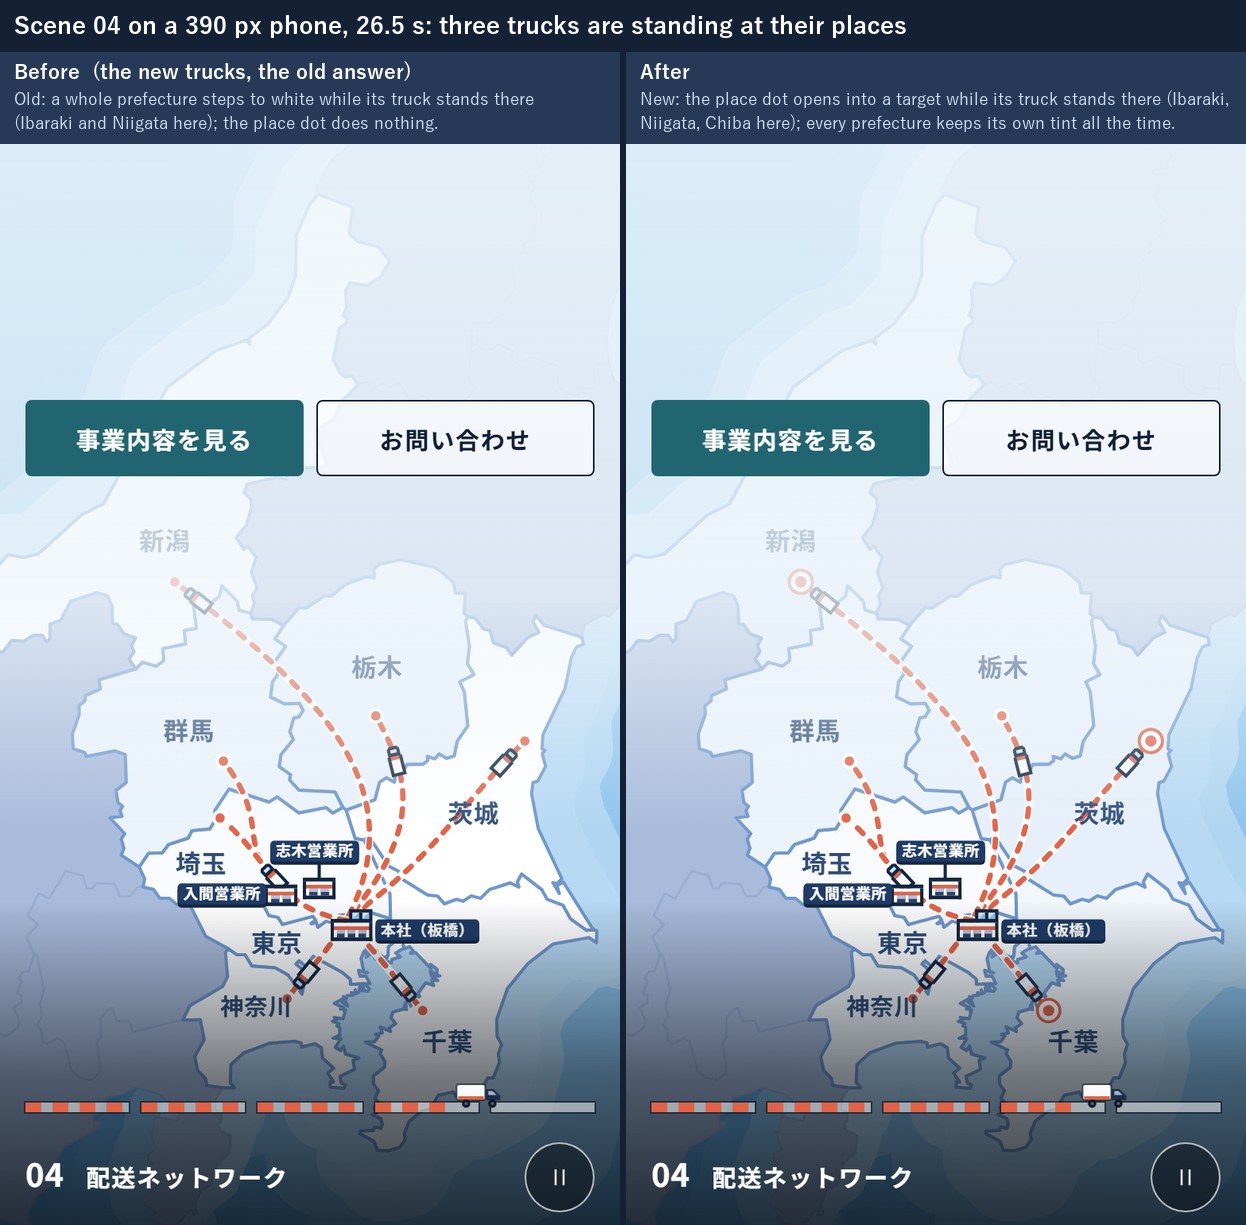 Scene 04 on a 390 px phone, 26.5 s: three trucks are standing at their places
Before (the new trucks, the old answer)
Old: a whole prefecture steps to white while its truck stands there
(Ibaraki and Niigata here); the place dot does nothing.
After
New: the place dot opens into a target while its truck stands there (Ibaraki,
Niigata, Chiba here); every prefecture keeps its own tint all the time.
事業内容を見る
お問い合わせ
新潟
栃木
群馬
茨城
志木営業所
埼玉
入間営業所
本社（板橋）
東京
神奈川
千葉
04 配送ネットワーク
事業内容を見る
お問い合わせ
新潟
栃木
群馬
茨城
志木営業所
埼玉
入間営業所
本社（板橋）
東京
神奈川
千葉
04 配送ネットワーク